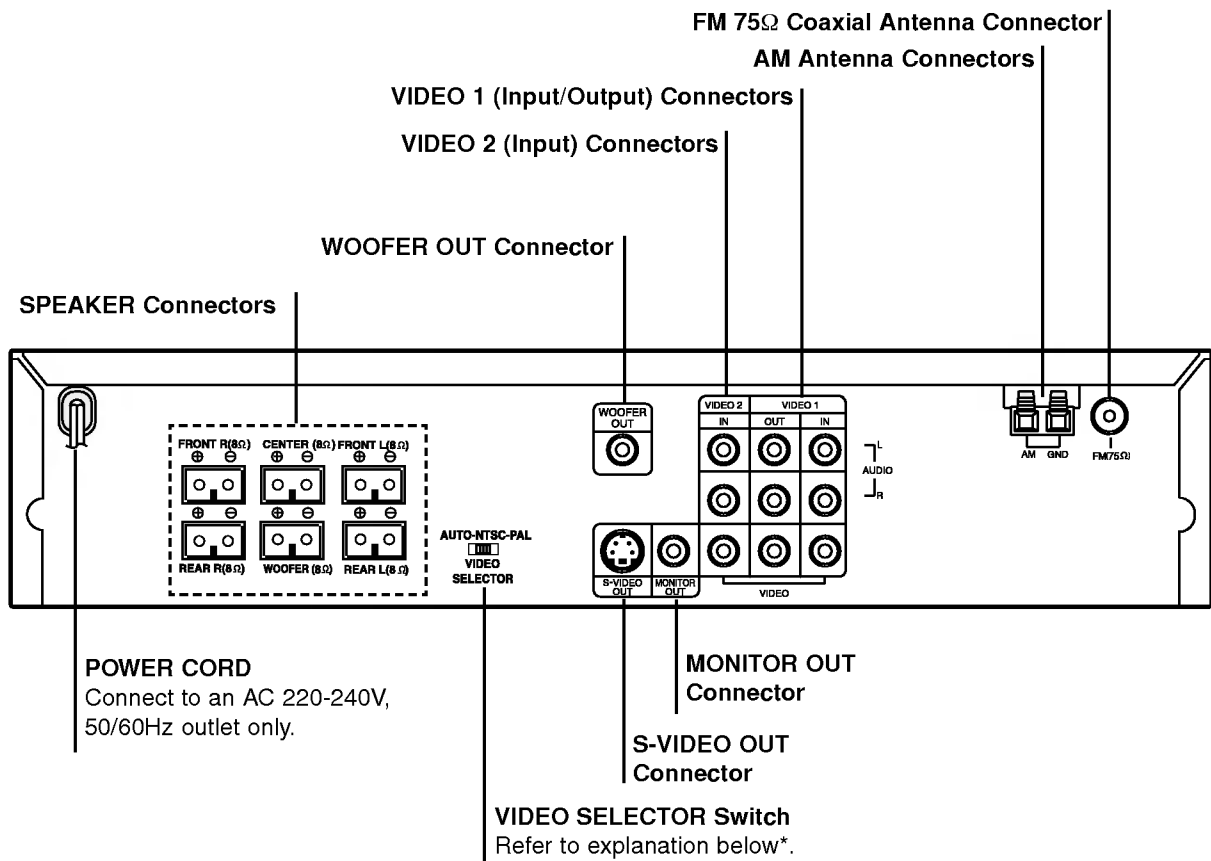 FM 75Ω Coaxial Antenna Connector
AM Antenna Connectors
VIDEO 1 (Input/Output) Connectors
VIDEO 2 (Input) Connectors
WOOFER OUT Connector
SPEAKER Connectors
WOOFER
OUT
VIDEO 2
VIDEO 1
IN
OUT
IN
L
AUDIO
R
AM
GND
FM(75Ω)
FRONT R(8Ω)
CENTER (8Ω)
FRONT L(8Ω)
⊕ ⊖
⊕ ⊖
⊕ ⊖
⊕ ⊖
⊕ ⊖
⊕ ⊖
REAR R(8Ω)
WOOFER (8Ω)
REAR L(8Ω)
AUTO-NTSC-PAL
VIDEO
SELECTOR
S-VIDEO
OUT
MONITOR
OUT
VIDEO
POWER CORD
Connect to an AC 220-240V,
50/60Hz outlet only.
MONITOR OUT
Connector
S-VIDEO OUT
Connector
VIDEO SELECTOR Switch
Refer to explanation below*.